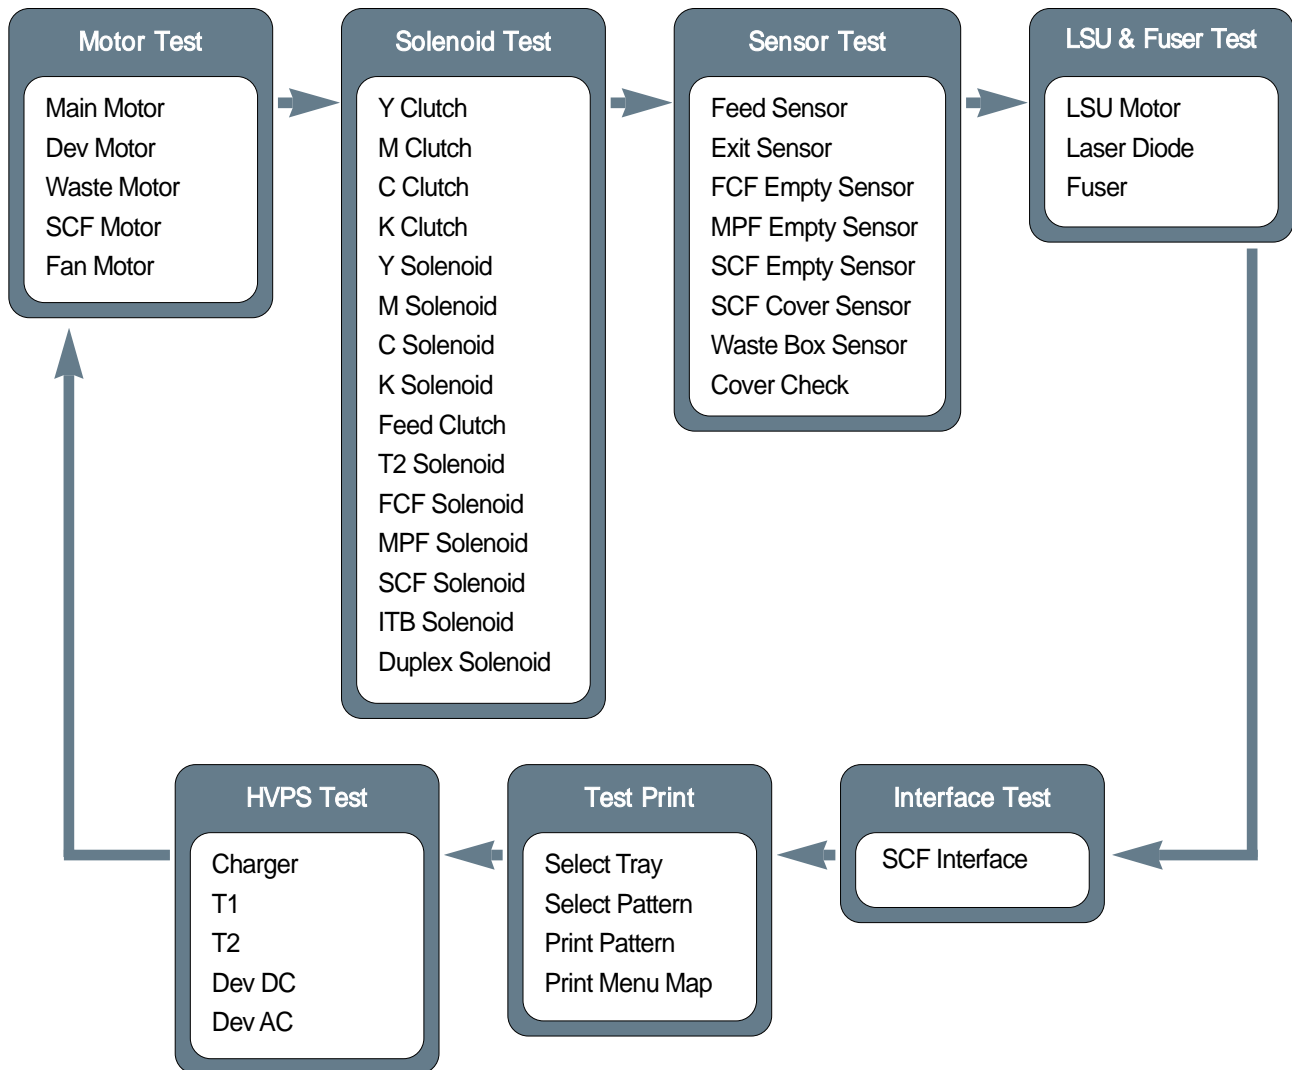 Motor Test
Main Motor
Dev Motor
Waste Motor
SCF Motor
Fan Motor
Solenoid Test
Y Clutch
M Clutch
C Clutch
K Clutch
Y Solenoid
M Solenoid
C Solenoid
K Solenoid
Feed Clutch
T2 Solenoid
FCF Solenoid
MPF Solenoid
SCF Solenoid
ITB Solenoid
Duplex Solenoid
Sensor Test
Feed Sensor
Exit Sensor
FCF Empty Sensor
MPF Empty Sensor
SCF Empty Sensor
SCF Cover Sensor
Waste Box Sensor
Cover Check
LSU & Fuser Test
LSU Motor
Laser Diode
Fuser
HVPS Test
Charger
T1
T2
Dev DC
Dev AC
Test Print
Select Tray
Select Pattern
Print Pattern
Print Menu Map
Interface Test
SCF Interface